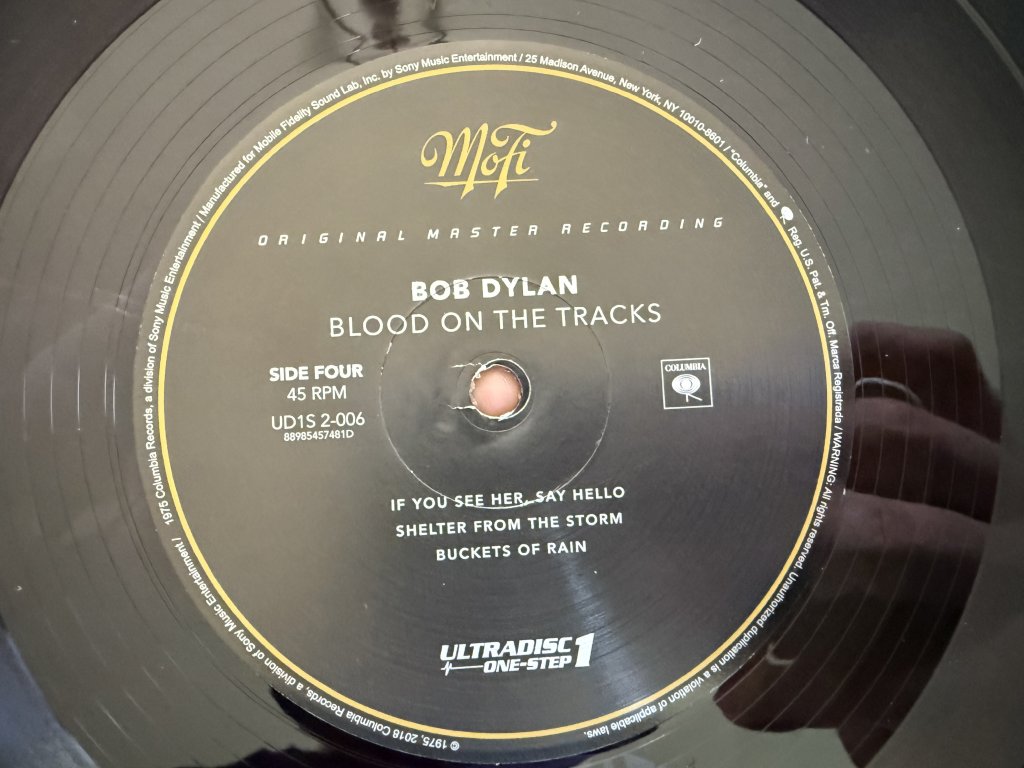 MoFi
ORIGINAL MASTER RECORDING
BOB DYLAN
BLOOD ON THE TRACKS
SIDE FOUR
45 RPM
UD1S 2-006
88985457481D
COLUMBIA
IF YOU SEE HER, SAY HELLO
SHELTER FROM THE STORM
BUCKETS OF RAIN
ULTRADISC
ONE-STEP 1
℗ 1975, 2018 Columbia Records, a division of Sony Music Entertainment / 1975 Columbia Records, a division of Sony Music Entertainment / Manufactured for Mobile Fidelity Sound Lab, Inc. by Sony Music Entertainment / 25 Madison Avenue, New York, NY 10010-8601 / "Columbia" and Reg. U.S. Pat. & Tm. Off. Marca Registrada / WARNING: All rights reserved. Unauthorized duplication is a violation of applicable laws.